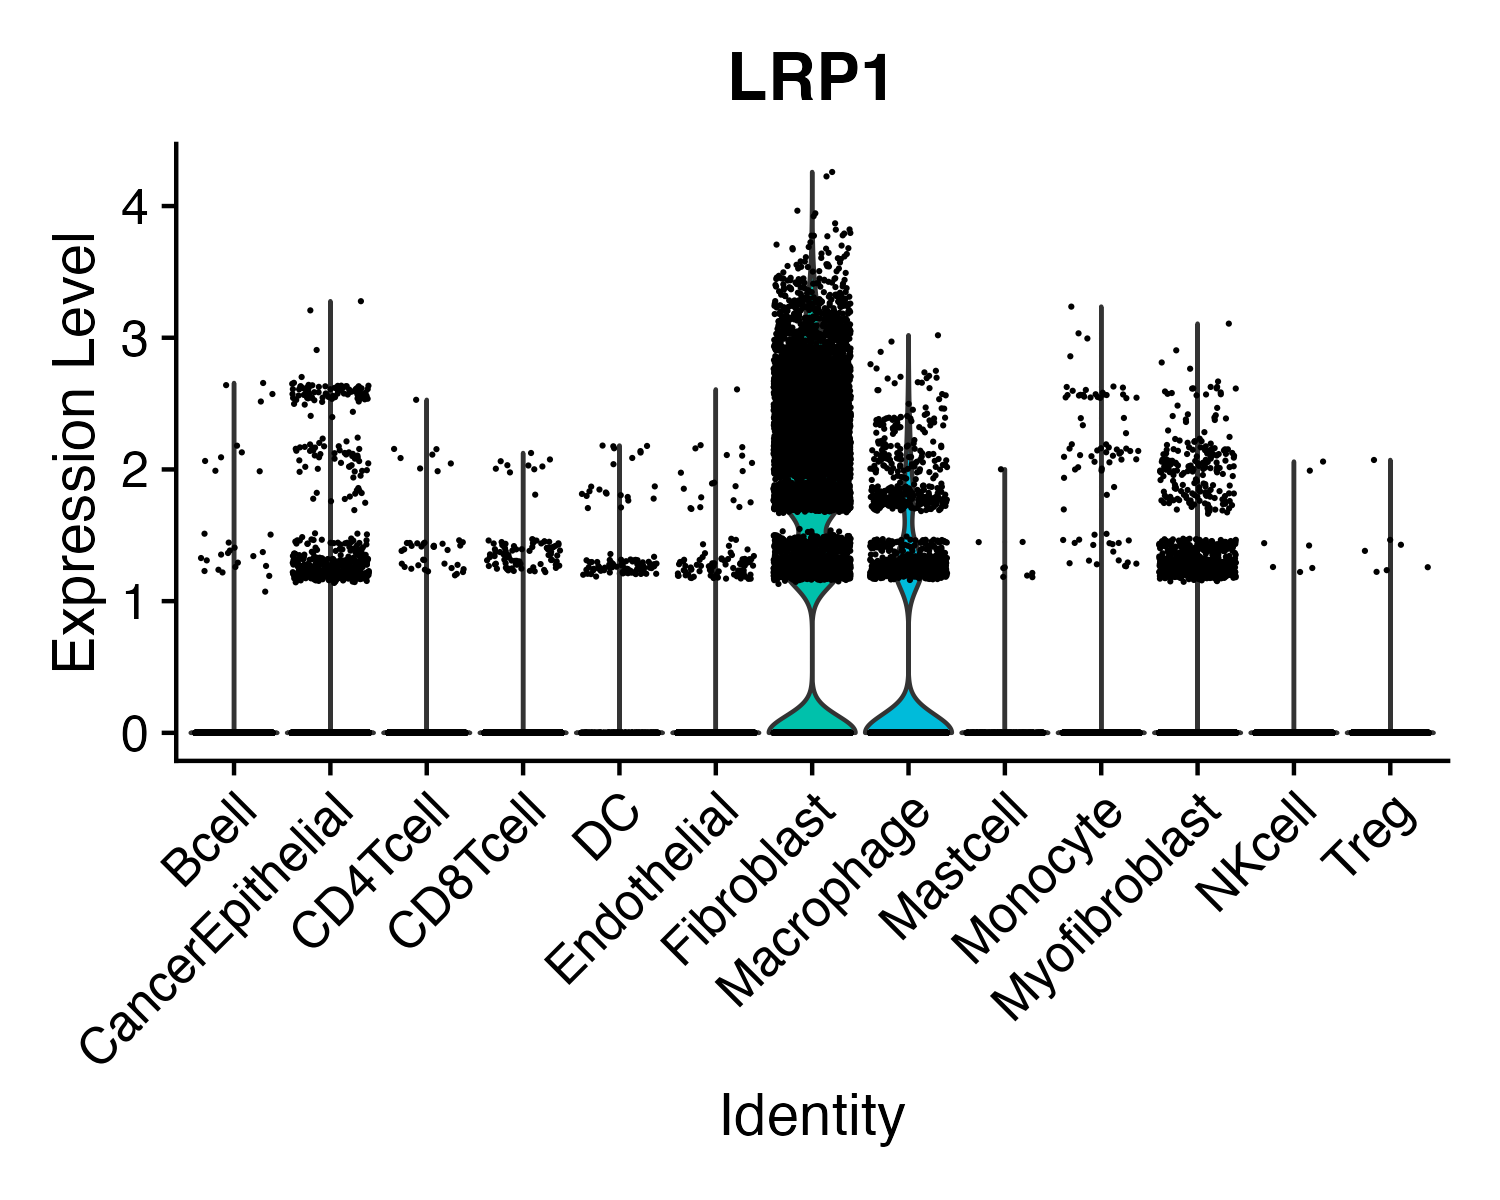 LRP1
Expression Level
4
3
2
1
0
Bcell
CancerEpithelial
CD4Tcell
CD8Tcell
DC
Endothelial
Fibroblast
Macrophage
Mastcell
Monocyte
Myofibroblast
NKcell
Treg
Identity